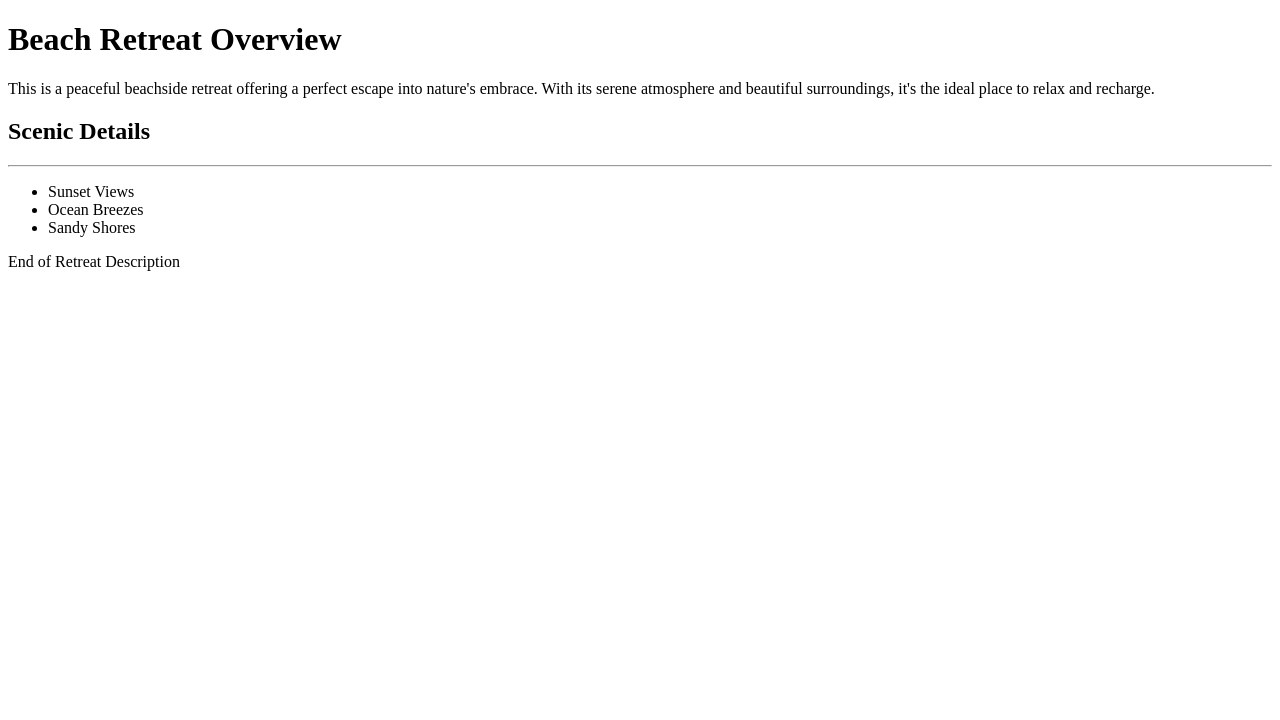 Beach Retreat Overview
This is a peaceful beachside retreat offering a perfect escape into nature's embrace. With its serene atmosphere and beautiful surroundings, it's the ideal place to relax and recharge.
Scenic Details
Sunset Views
Ocean Breezes
Sandy Shores
End of Retreat Description